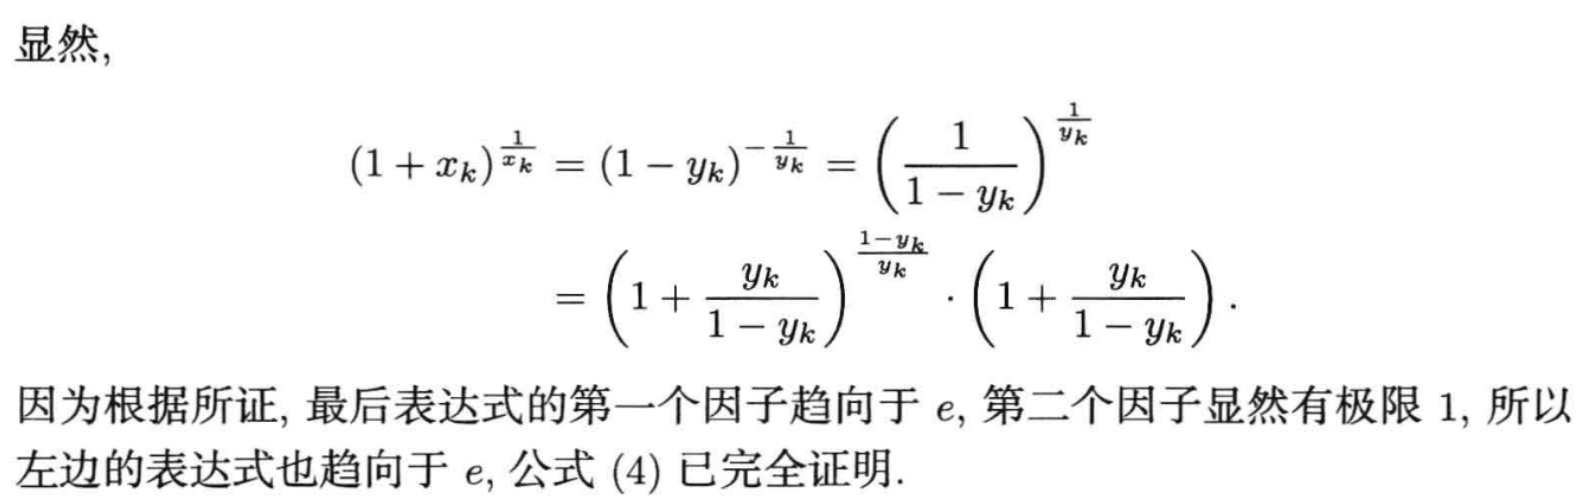 显然,
$(1 + x_k)^{\frac{1}{x_k}} = (1 - y_k)^{-\frac{1}{y_k}} = \left(\frac{1}{1 - y_k}\right)^{\frac{1}{y_k}}$
$= \left(1 + \frac{y_k}{1 - y_k}\right)^{\frac{1 - y_k}{y_k}} \cdot \left(1 + \frac{y_k}{1 - y_k}\right).$
因为根据所证, 最后表达式的第一个因子趋向于 e, 第二个因子显然有极限 1, 所以
左边的表达式也趋向于 e, 公式 (4) 已完全证明.